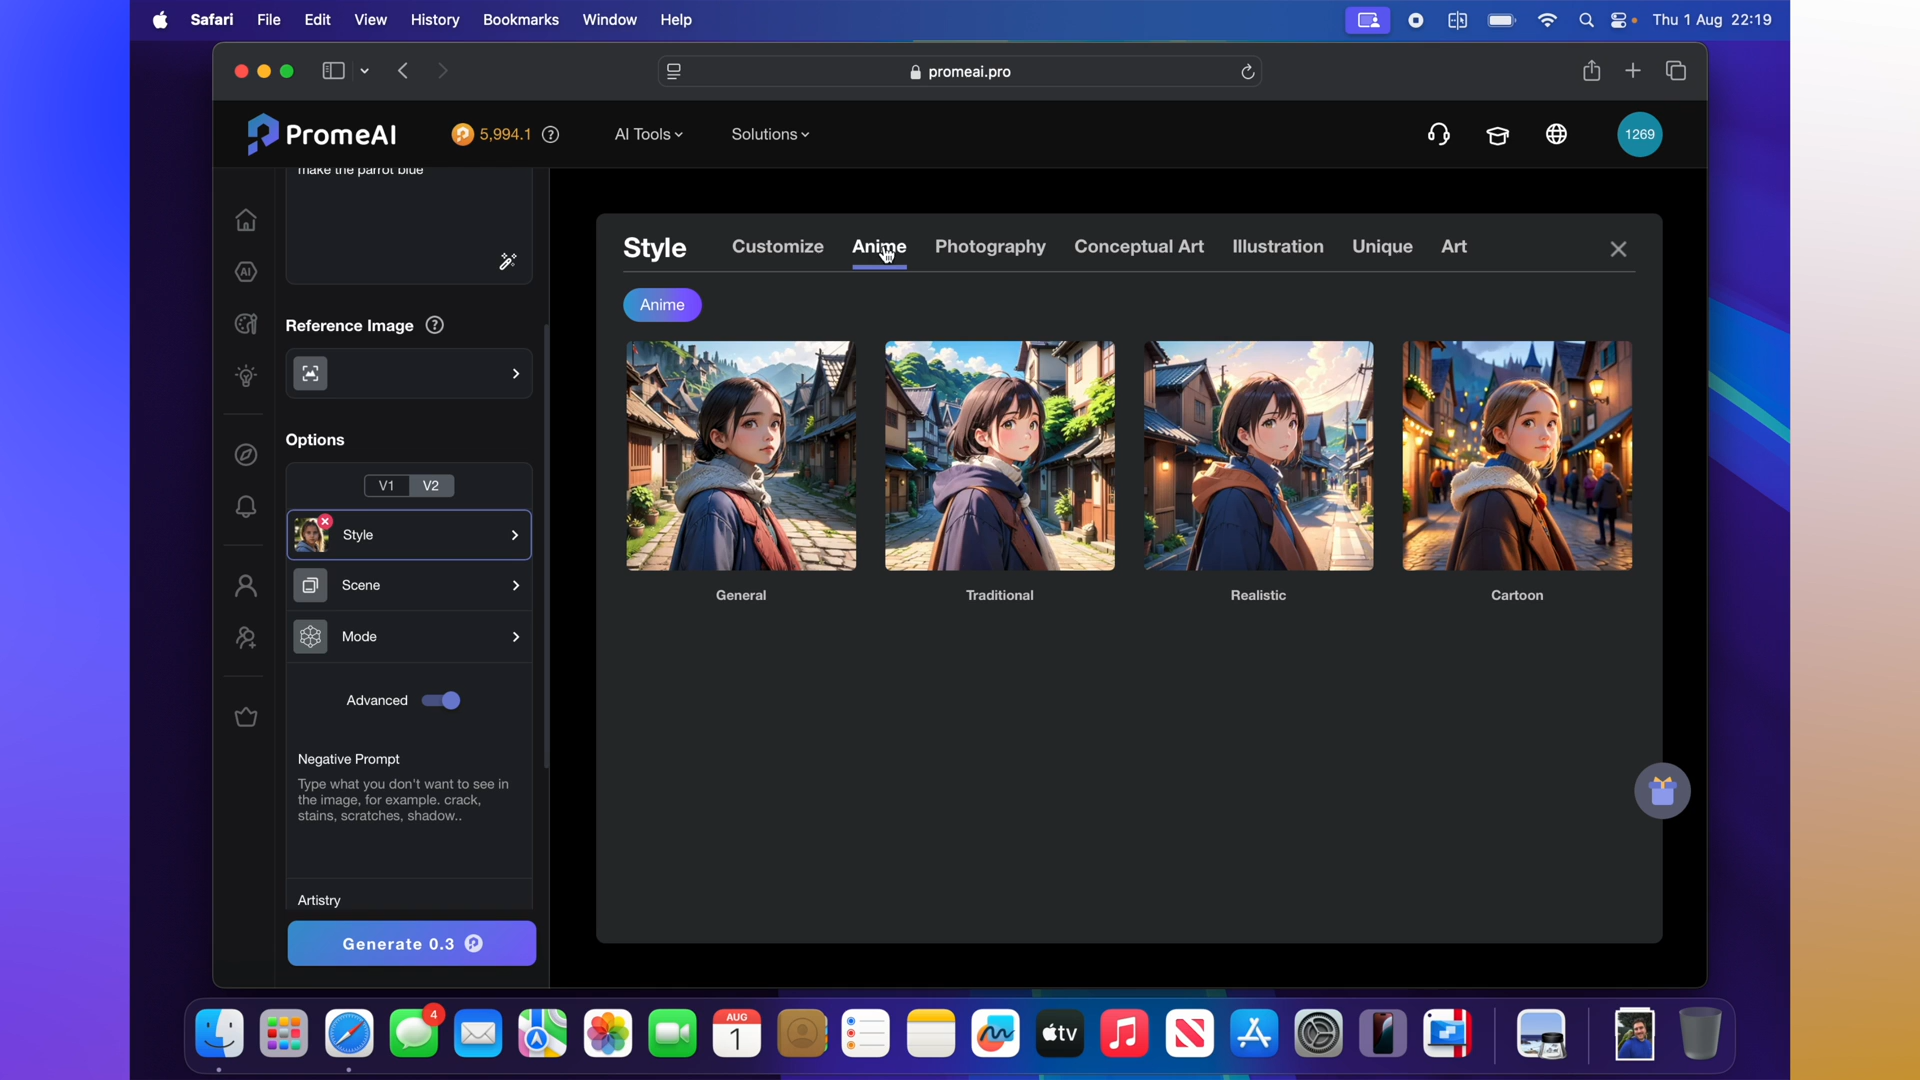 Safari File Edit View History Bookmarks Window Help
Thu 1 Aug 22:19
promeai.pro
PromeAI
5,994.1
AI Tools
Solutions
1269
make the parrot blue
Reference Image
Options
V1 V2
Style
Scene
Mode
Advanced
Negative Prompt
Type what you don't want to see in
the image, for example. crack,
stains, scratches, shadow..
Artistry
Generate 0.3
Style Customize Anime Photography Conceptual Art Illustration Unique Art
Anime
General Traditional Realistic Cartoon
4
AUG
1
tv